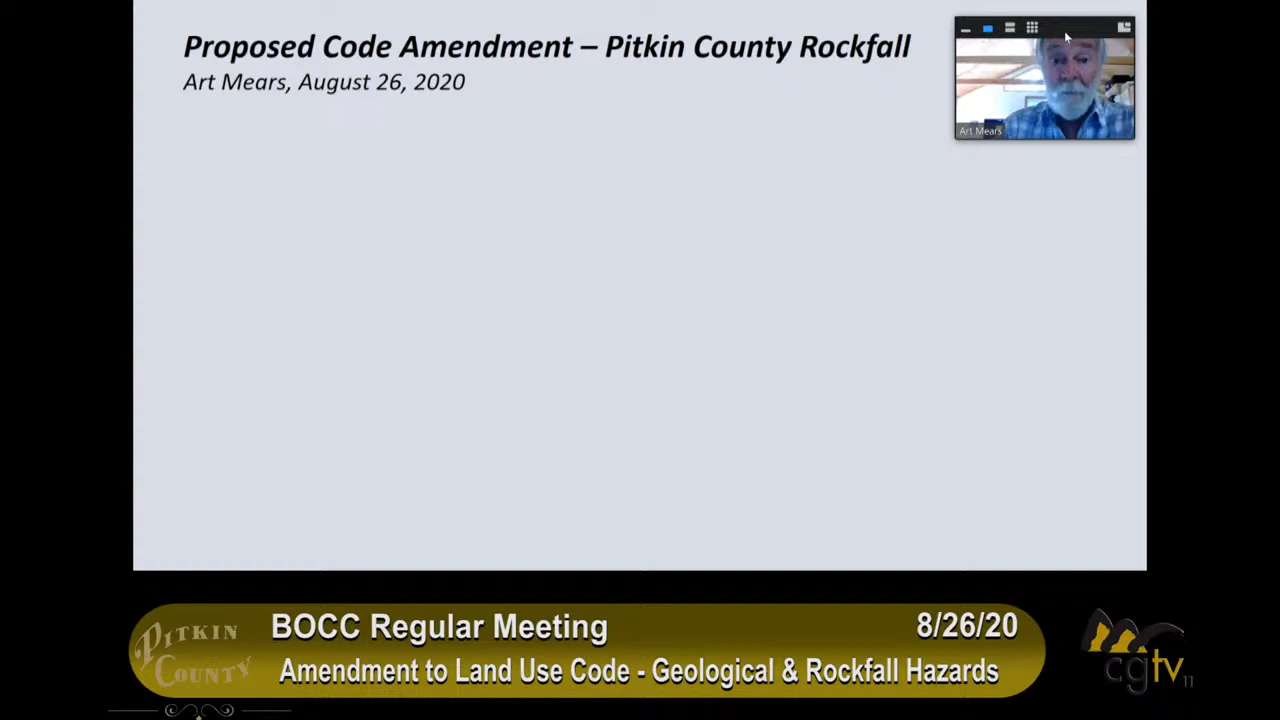 Proposed Code Amendment – Pitkin County Rockfall
Art Mears, August 26, 2020
Art Mears
PITKIN
COUNTY
BOCC Regular Meeting
8/26/20
Amendment to Land Use Code - Geological & Rockfall Hazards
cgtv11